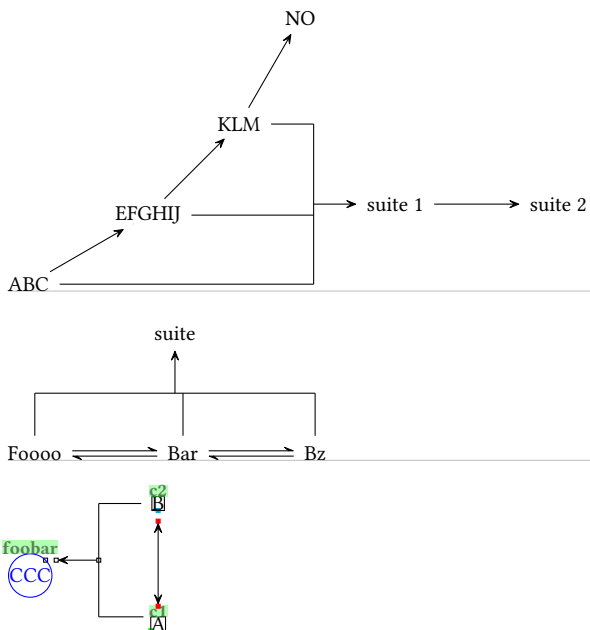 NO
KLM
EFGHIJ
suite 1 suite 2
ABC
suite
Foooo Bar Bz
c2
B
foobar
CCC
c1
A